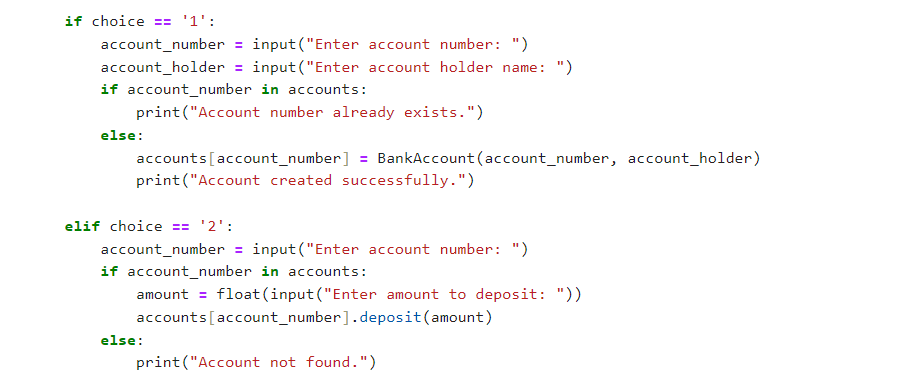 if choice == '1':
    account_number = input("Enter account number: ")
    account_holder = input("Enter account holder name: ")
    if account_number in accounts:
        print("Account number already exists.")
    else:
        accounts[account_number] = BankAccount(account_number, account_holder)
        print("Account created successfully.")

elif choice == '2':
    account_number = input("Enter account number: ")
    if account_number in accounts:
        amount = float(input("Enter amount to deposit: "))
        accounts[account_number].deposit(amount)
    else:
        print("Account not found.")